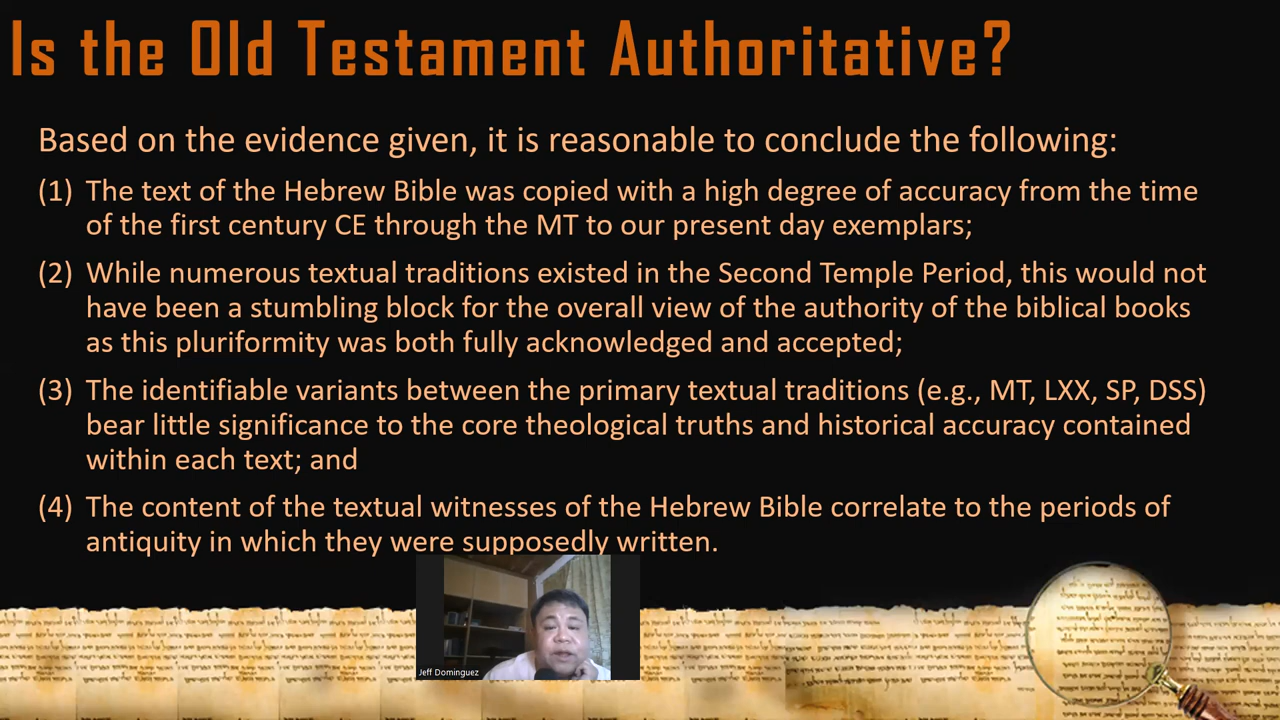 Is the Old Testament Authoritative?
Based on the evidence given, it is reasonable to conclude the following:
(1) The text of the Hebrew Bible was copied with a high degree of accuracy from the time
of the first century CE through the MT to our present day exemplars;
(2) While numerous textual traditions existed in the Second Temple Period, this would not
have been a stumbling block for the overall view of the authority of the biblical books
as this pluriformity was both fully acknowledged and accepted;
(3) The identifiable variants between the primary textual traditions (e.g., MT, LXX, SP, DSS)
bear little significance to the core theological truths and historical accuracy contained
within each text; and
(4) The content of the textual witnesses of the Hebrew Bible correlate to the periods of
antiquity in which they were supposedly written.
Jeff Dominguez